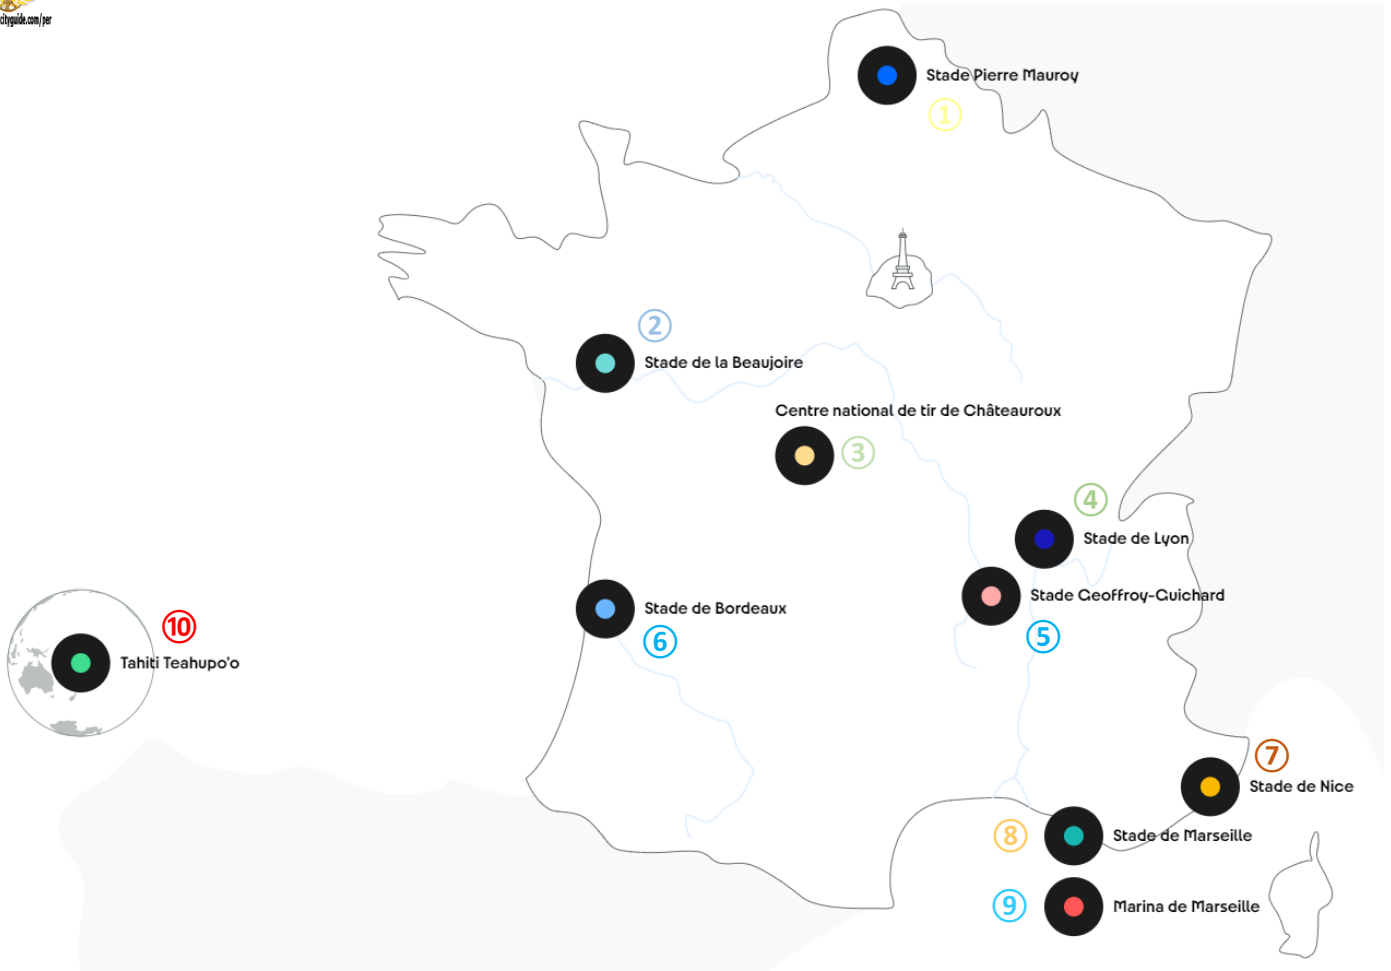 cityguide.com/per
Stade Pierre Mauroy
①
②
Stade de la Beaujoire
Centre national de tir de Châteauroux
③
④
Stade de Lyon
Stade Geoffroy-Guichard
⑤
Stade de Bordeaux
⑥
⑩
Tahiti Teahupo'o
⑦
Stade de Nice
⑧
Stade de Marseille
⑨
Marina de Marseille